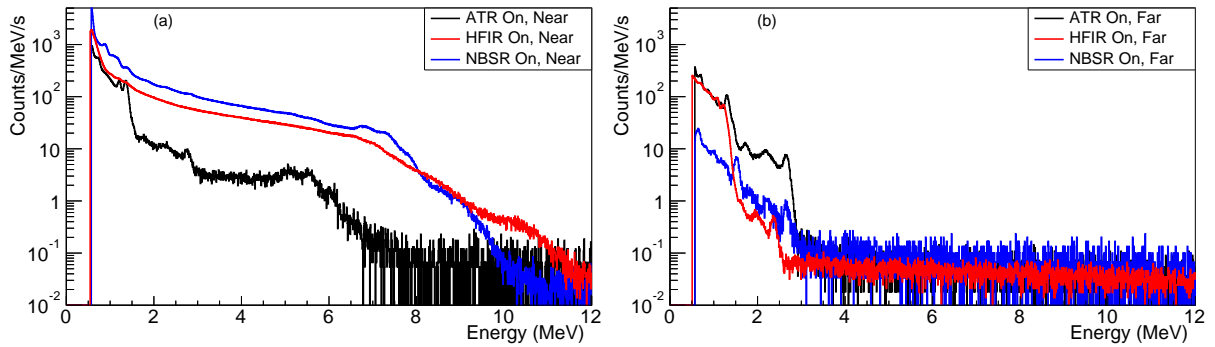 (a)
ATR On, Near
HFIR On, Near
NBSR On, Near
Counts/MeV/s
10³
10²
10
1
10⁻¹
10⁻²
0 2 4 6 8 10 12
Energy (MeV)
(b)
ATR On, Far
HFIR On, Far
NBSR On, Far
Counts/MeV/s
10³
10²
10
1
10⁻¹
10⁻²
0 2 4 6 8 10 12
Energy (MeV)